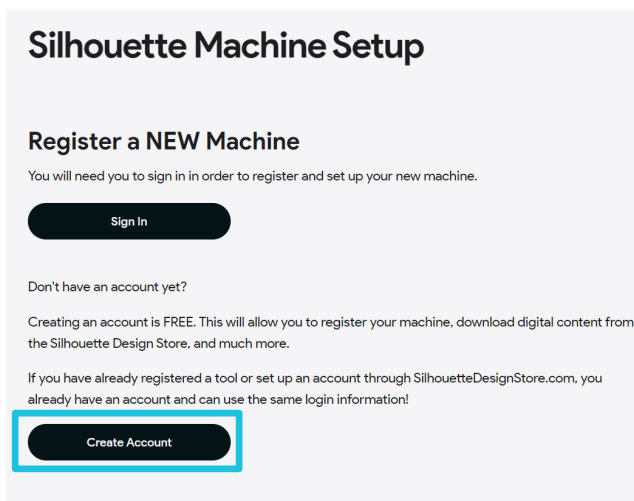 Silhouette Machine Setup
Register a NEW Machine
You will need you to sign in in order to register and set up your new machine.
Sign In
Don't have an account yet?
Creating an account is FREE. This will allow you to register your machine, download digital content from
the Silhouette Design Store, and much more.
If you have already registered a tool or set up an account through SilhouetteDesignStore.com, you
already have an account and can use the same login information!
Create Account